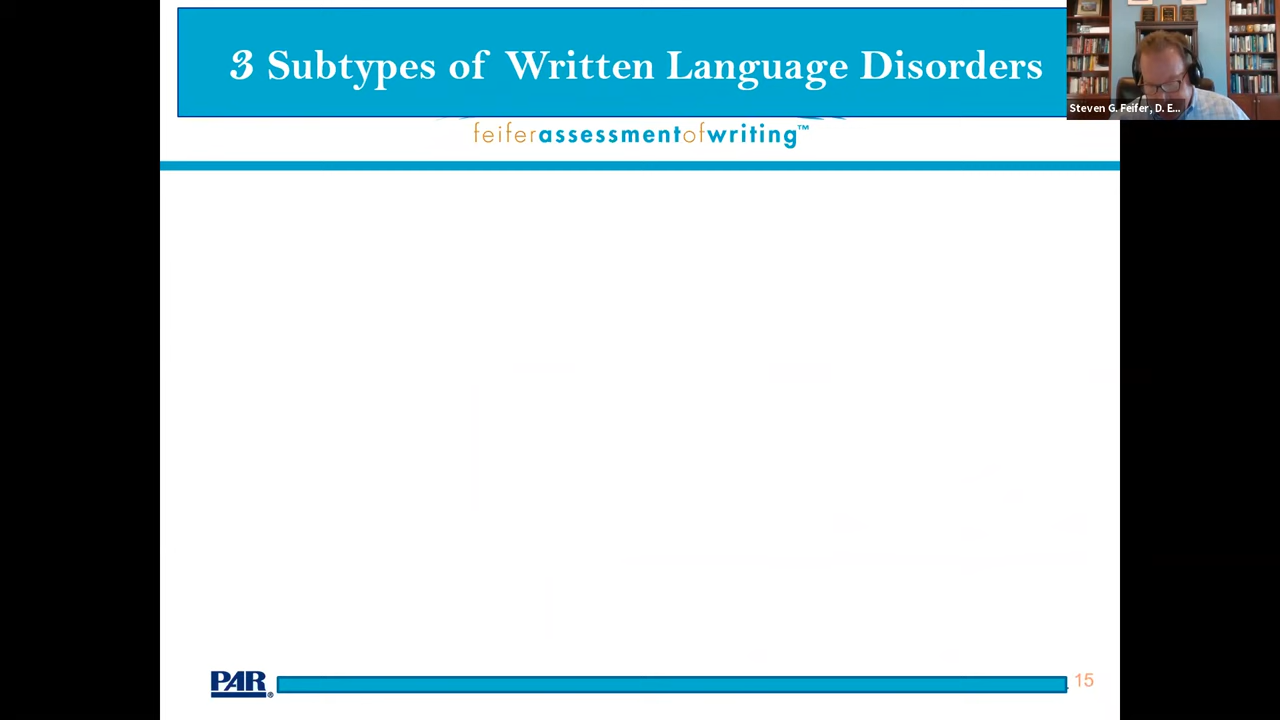 3 Subtypes of Written Language Disorders
Steven G. Feifer, D. E...
feiferassessmentofwriting™
PAR®
15